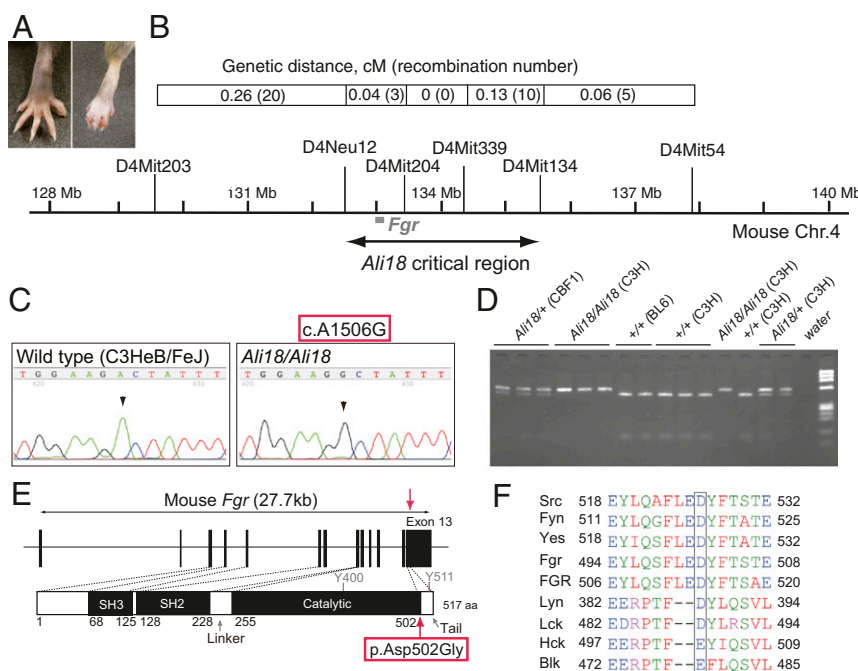 A
B
Genetic distance, cM (recombination number)
0.26 (20) 0.04 (3) 0 (0) 0.13 (10) 0.06 (5)
D4Mit203 D4Neu12 D4Mit204 D4Mit339 D4Mit134 D4Mit54
128 Mb 131 Mb 134 Mb 137 Mb 140 Mb
Fgr
Mouse Chr.4
Ali18 critical region
C
c.A1506G
Wild type (C3HeB/FeJ)
T G G A A G A C T A T T T
420 430
Ali18/Ali18
T G G A A G G C T A T T T
420
D
Ali18/+ (CBF1)
Ali18/Ali18 (C3H)
+/+ (BL6)
+/+ (C3H)
Ali18/Ali18 (C3H)
+/+ (C3H)
Ali18/+ (C3H)
water
E
Mouse Fgr (27.7kb)
Exon 13
Y400 Y511
SH3 SH2 Catalytic 517 aa
1 68 125 128 228 255 502
Linker
Tail
p.Asp502Gly
F
Src 518 EYLQAFLEDYFTSTE 532
Fyn 511 EYLQGFLEDYFTATE 525
Yes 518 EYIQSFLEDYFTATE 532
Fgr 494 EYLQSFLEDYFTSTE 508
FGR 506 EYLQSFLEDYFTSAE 520
Lyn 382 EERPTF--DYLQSVL 394
Lck 482 EDRPTF--DYLRSVL 494
Hck 497 EERPTF--EYIQSVL 509
Blk 472 EERPTF--EFLQSVL 485